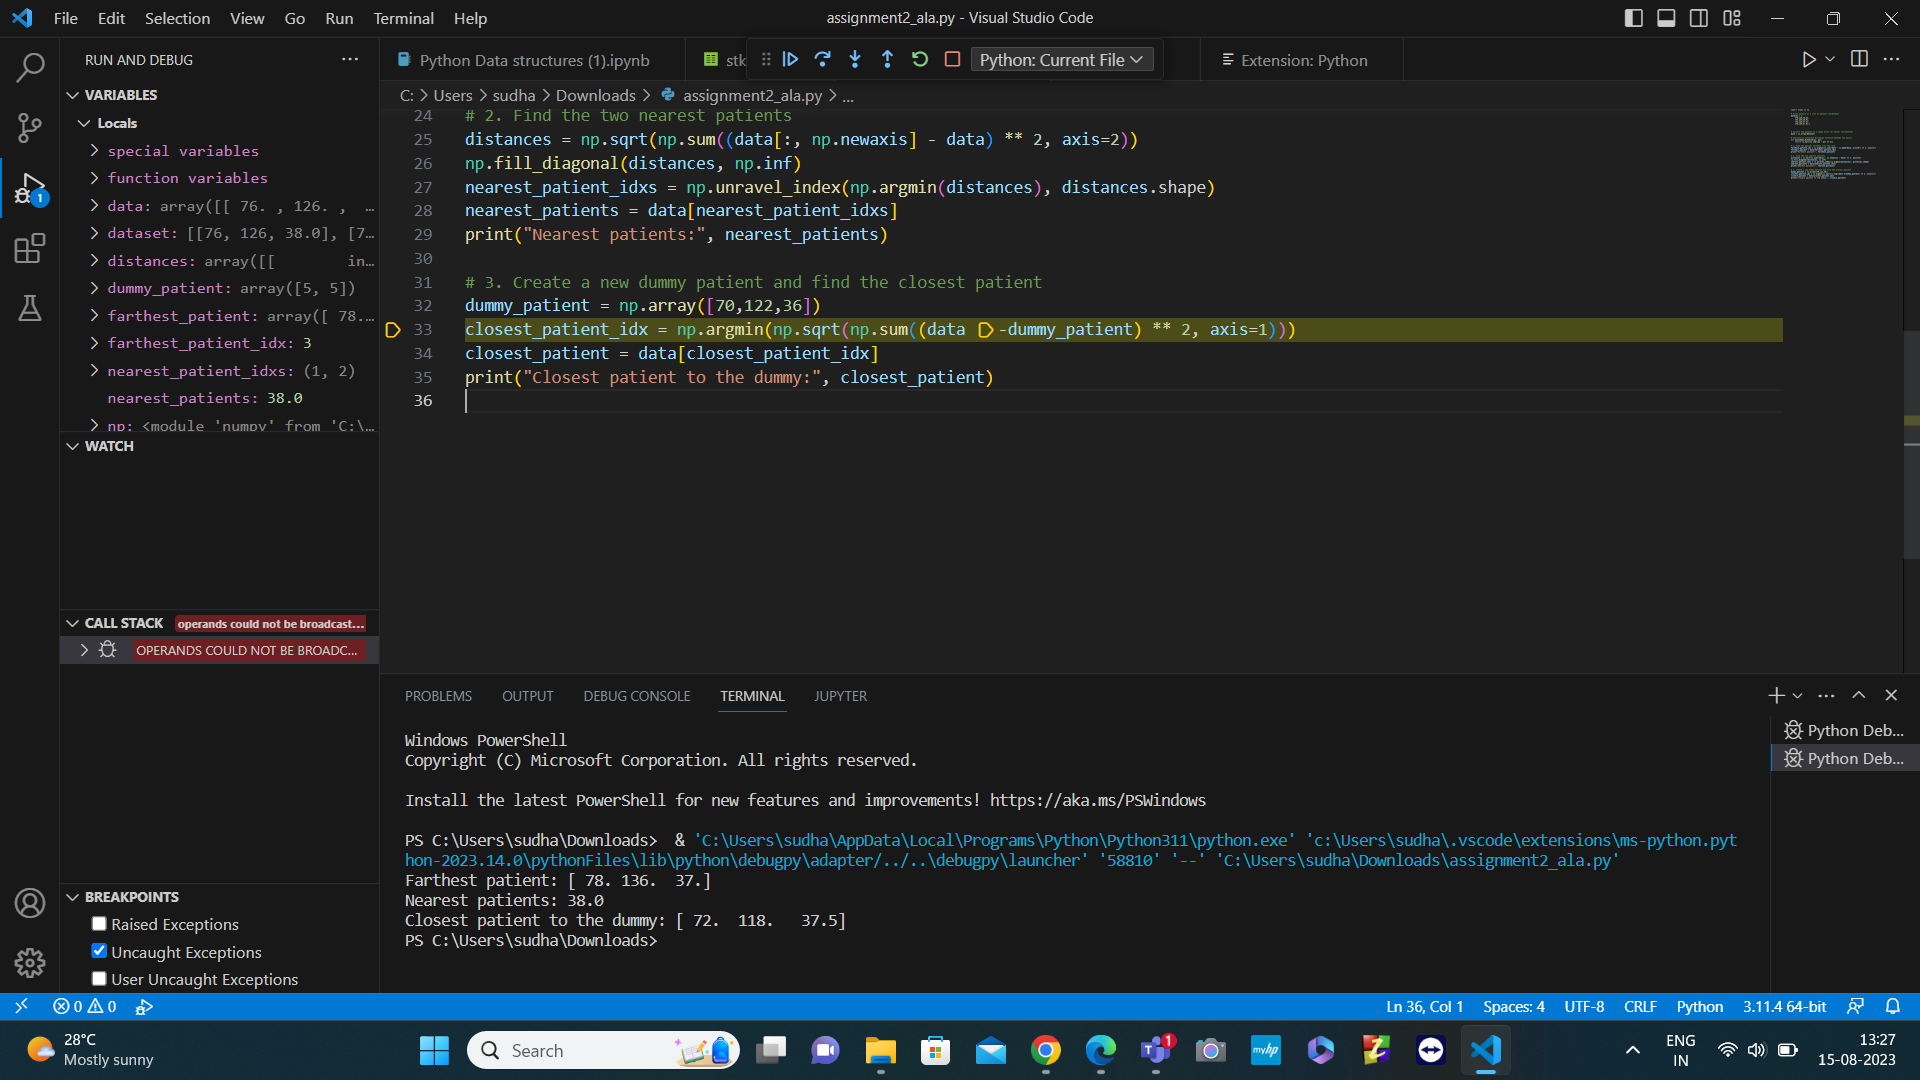 File Edit Selection View Go Run Terminal Help
assignment2_ala.py - Visual Studio Code
RUN AND DEBUG
Python Data structures (1).ipynb
stk
Python: Current File
Extension: Python
C: > Users > sudha > Downloads > assignment2_ala.py > ...
VARIABLES
Locals
special variables
function variables
data: array([[ 76. , 126. , ...
dataset: [[76, 126, 38.0], [7...
distances: array([[ in...
dummy_patient: array([5, 5])
farthest_patient: array([ 78....
farthest_patient_idx: 3
nearest_patient_idxs: (1, 2)
nearest_patients: 38.0
np: <module 'numpy' from 'C:\...
WATCH
CALL STACK operands could not be broadcast...
OPERANDS COULD NOT BE BROADC...
BREAKPOINTS
Raised Exceptions
Uncaught Exceptions
User Uncaught Exceptions
24 # 2. Find the two nearest patients
25 distances = np.sqrt(np.sum((data[:, np.newaxis] - data) ** 2, axis=2))
26 np.fill_diagonal(distances, np.inf)
27 nearest_patient_idxs = np.unravel_index(np.argmin(distances), distances.shape)
28 nearest_patients = data[nearest_patient_idxs]
29 print("Nearest patients:", nearest_patients)
30
31 # 3. Create a new dummy patient and find the closest patient
32 dummy_patient = np.array([70,122,36])
33 closest_patient_idx = np.argmin(np.sqrt(np.sum((data -dummy_patient) ** 2, axis=1)))
34 closest_patient = data[closest_patient_idx]
35 print("Closest patient to the dummy:", closest_patient)
36
PROBLEMS OUTPUT DEBUG CONSOLE TERMINAL JUPYTER
Windows PowerShell
Copyright (C) Microsoft Corporation. All rights reserved.
Install the latest PowerShell for new features and improvements! https://aka.ms/PSWindows
PS C:\Users\sudha\Downloads>  & 'C:\Users\sudha\AppData\Local\Programs\Python\Python311\python.exe' 'c:\Users\sudha\.vscode\extensions\ms-python.pyt
hon-2023.14.0\pythonFiles\lib\python\debugpy\adapter/../..\debugpy\launcher' '58810' '--' 'C:\Users\sudha\Downloads\assignment2_ala.py'
Farthest patient: [ 78. 136.  37.]
Nearest patients: 38.0
Closest patient to the dummy: [ 72.  118.   37.5]
PS C:\Users\sudha\Downloads>
Python Deb...
Python Deb...
1
0 0
Ln 36, Col 1 Spaces: 4 UTF-8 CRLF Python 3.11.4 64-bit
28°C
Mostly sunny
Search
1
myhp
ENG
IN
13:27
15-08-2023